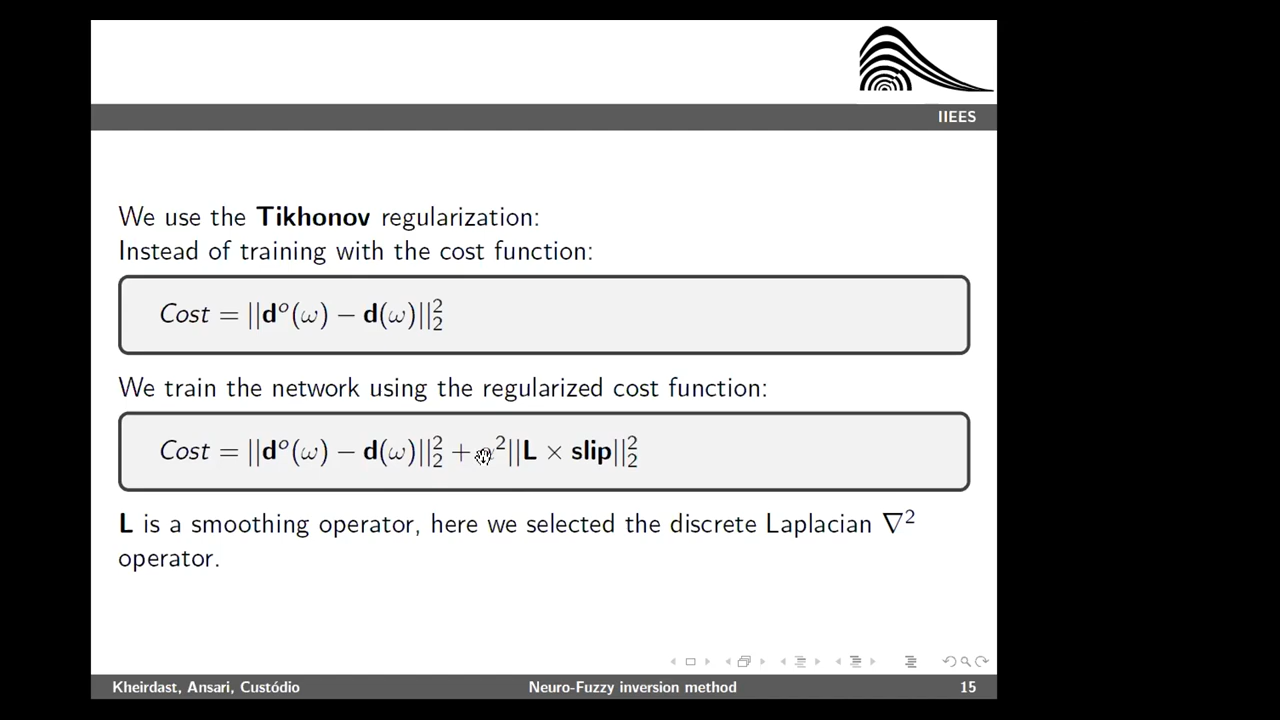 IIEES
We use the Tikhonov regularization:
Instead of training with the cost function:
Cost = ||d^o(ω) − d(ω)||_2^2
We train the network using the regularized cost function:
Cost = ||d^o(ω) − d(ω)||_2^2 + ^2||L × slip||_2^2
L is a smoothing operator, here we selected the discrete Laplacian ∇^2
operator.
Kheirdast, Ansari, Custódio Neuro-Fuzzy inversion method 15